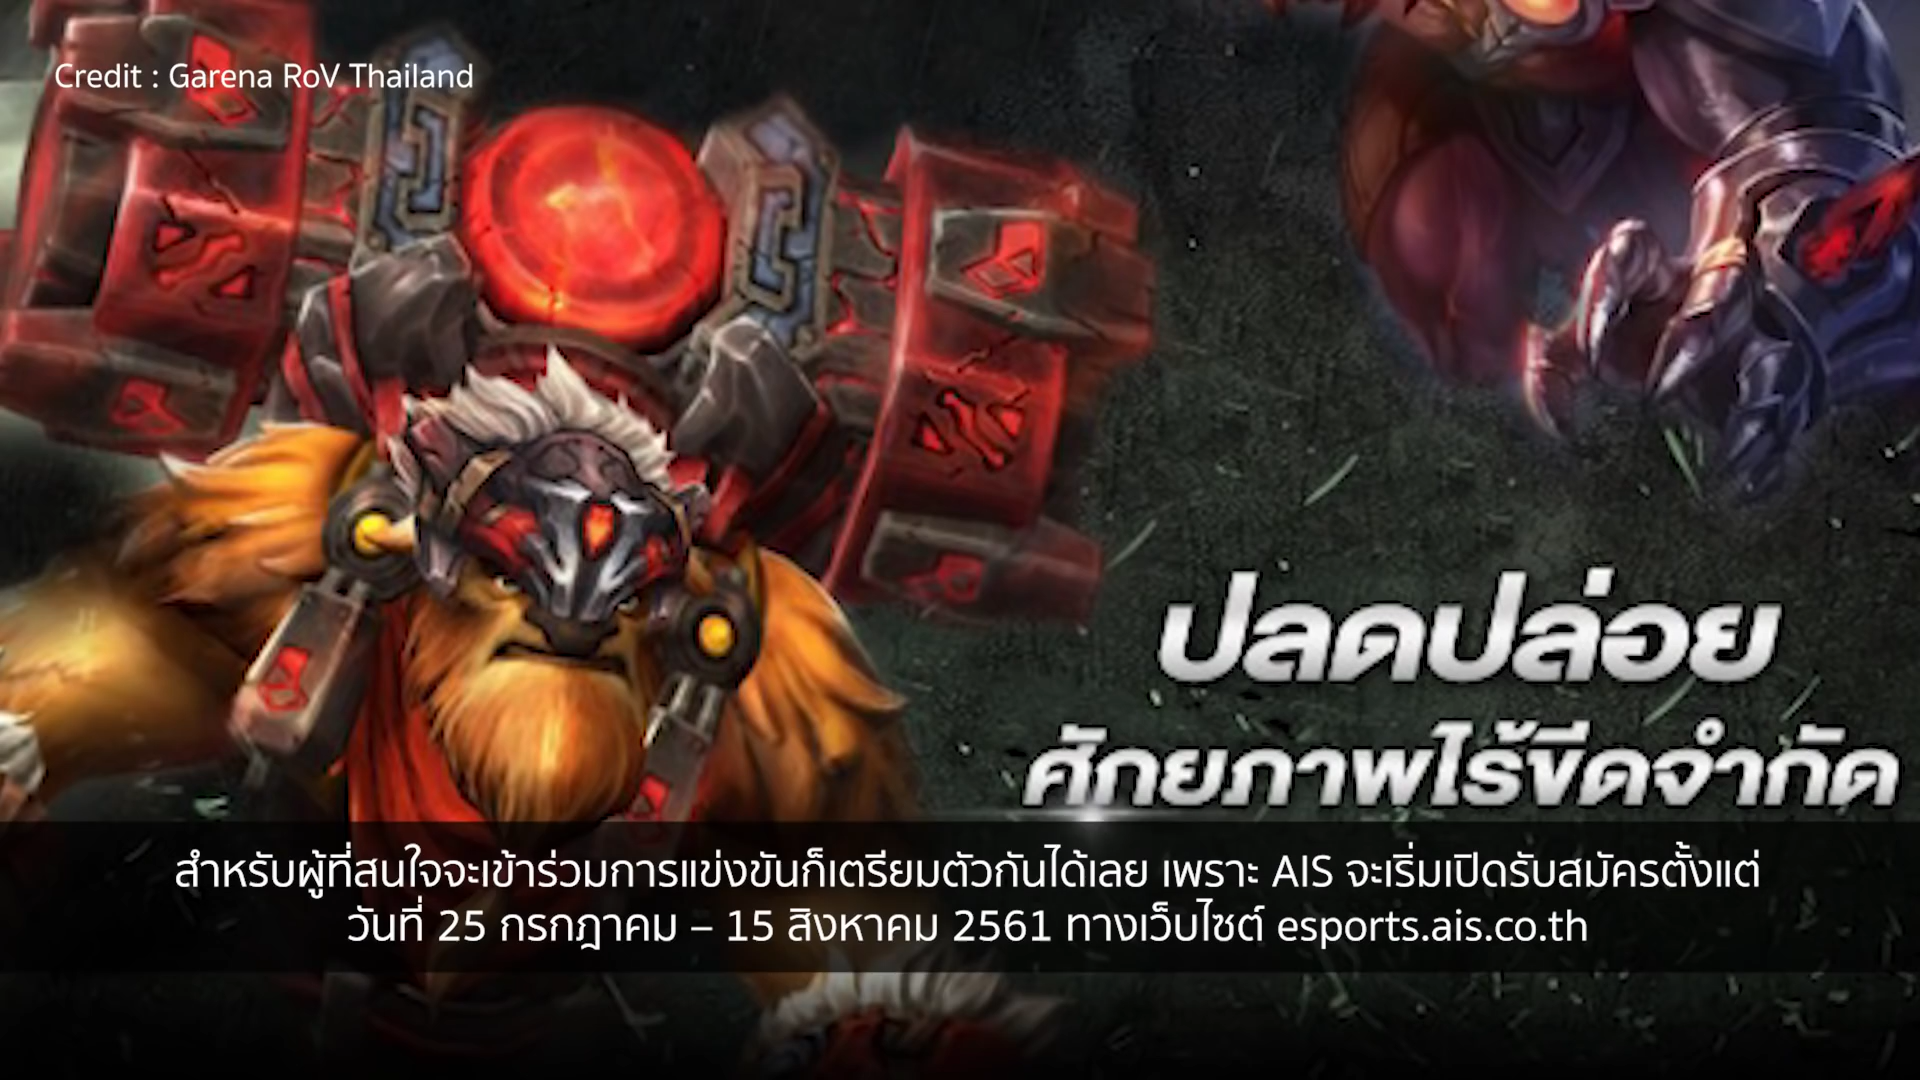 Credit : Garena RoV Thailand
ปลดปล่อย
ศักยภาพไร้ขีดจำกัด
สำหรับผู้ที่สนใจจะเข้าร่วมการแข่งขันก็เตรียมตัวกันได้เลย เพราะ AIS จะเริ่มเปิดรับสมัครตั้งแต่
วันที่ 25 กรกฎาคม – 15 สิงหาคม 2561 ทางเว็บไซต์ esports.ais.co.th